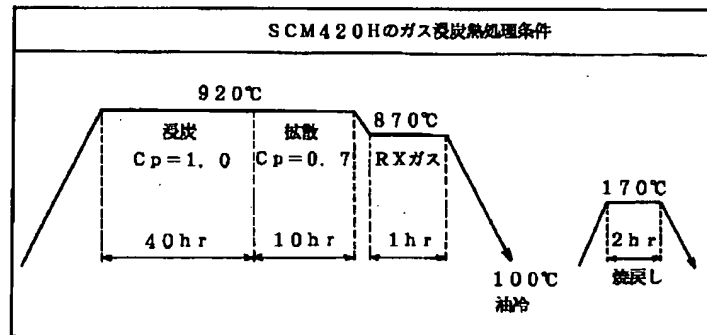 SCM420Hのガス浸炭熱処理条件
920℃
浸炭
Cp=1.0
拡散
Cp=0.7
870℃
RXガス
170℃
40hr
10hr
1hr
2hr
100℃
油冷
焼戻し